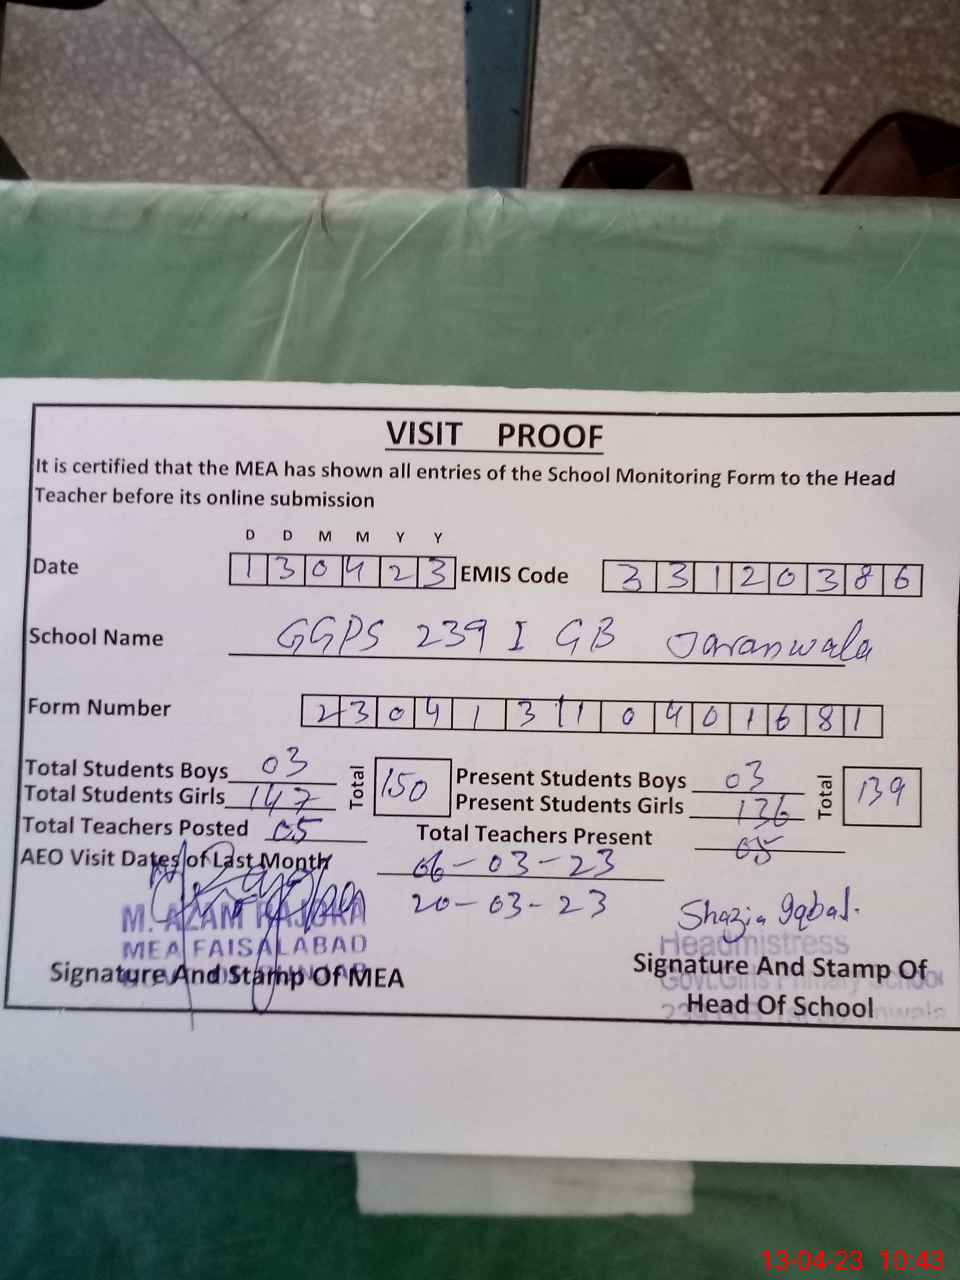 VISIT PROOF
It is certified that the MEA has shown all entries of the School Monitoring Form to the Head
Teacher before its online submission
D D M M Y Y
Date 1 3 0 4 2 3 EMIS Code 3 3 1 2 0 3 8 6
School Name GGPS 239 I GB Jaranwala
Form Number 2 3 0 4 1 3 1 1 0 4 0 1 6 8 1
Total Students Boys 03 Total 150 Present Students Boys 03 Total 139
Total Students Girls 147 Present Students Girls 136
Total Teachers Posted 05 Total Teachers Present 05
AEO Visit Dates of Last Month 06-03-23
20-03-23
M. AZAM RAJOKA Shazia Iqbal.
MEA FAISALABAD Headmistress
Signature And Stamp Of MEA Signature And Stamp Of
Govt. Girls Primary School
Head Of School
13-04-23 10:43